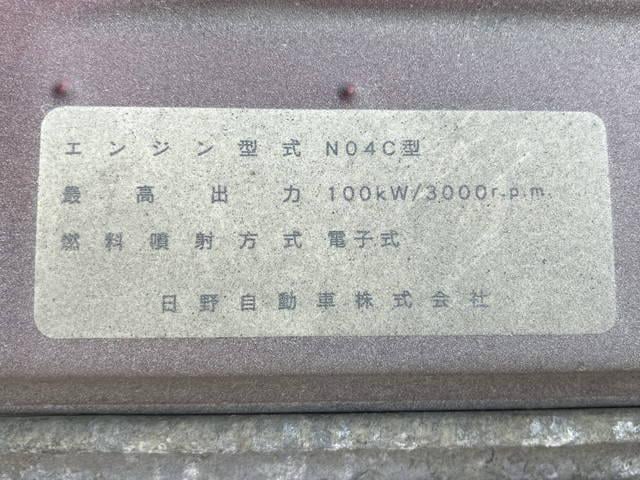 エンジン型式 N04C型
最高出力 100kW/3000r.p.m.
燃料噴射方式 電子式
日野自動車株式会社